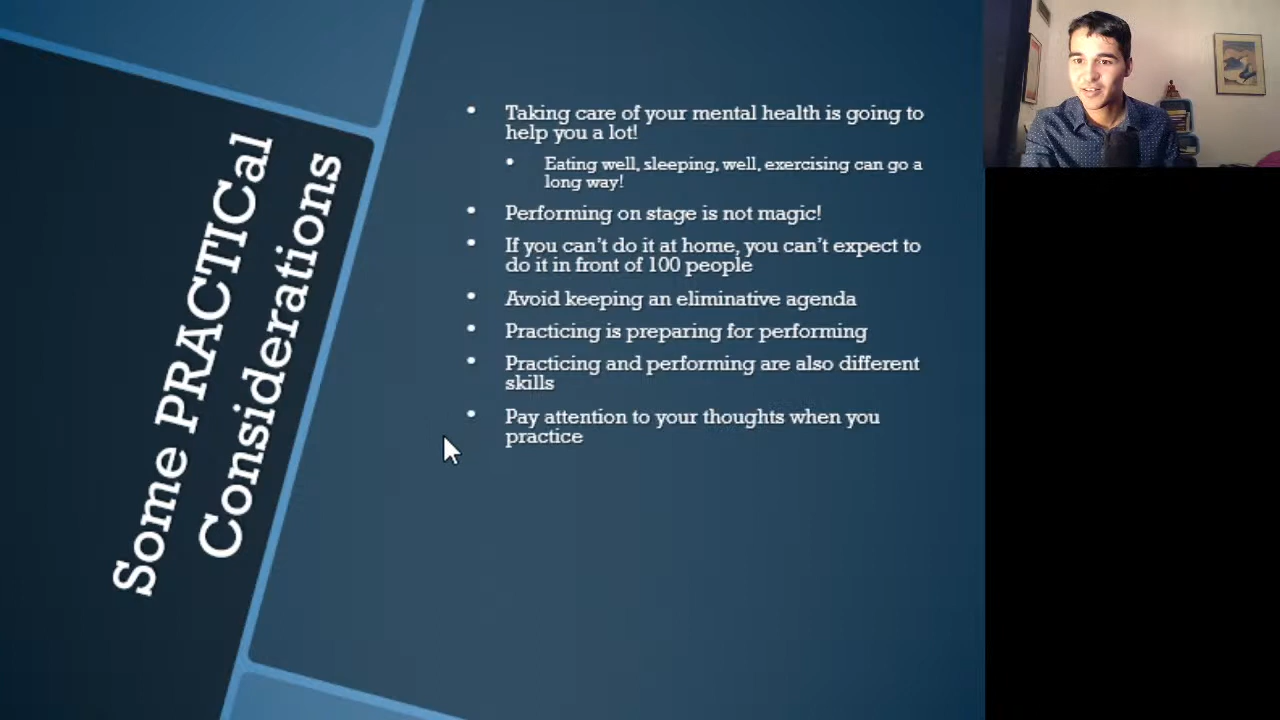 Some PRACTICal
Considerations
• Taking care of your mental health is going to
help you a lot!
• Eating well, sleeping, well, exercising can go a
long way!
• Performing on stage is not magic!
• If you can’t do it at home, you can’t expect to
do it in front of 100 people
• Avoid keeping an eliminative agenda
• Practicing is preparing for performing
• Practicing and performing are also different
skills
• Pay attention to your thoughts when you
practice